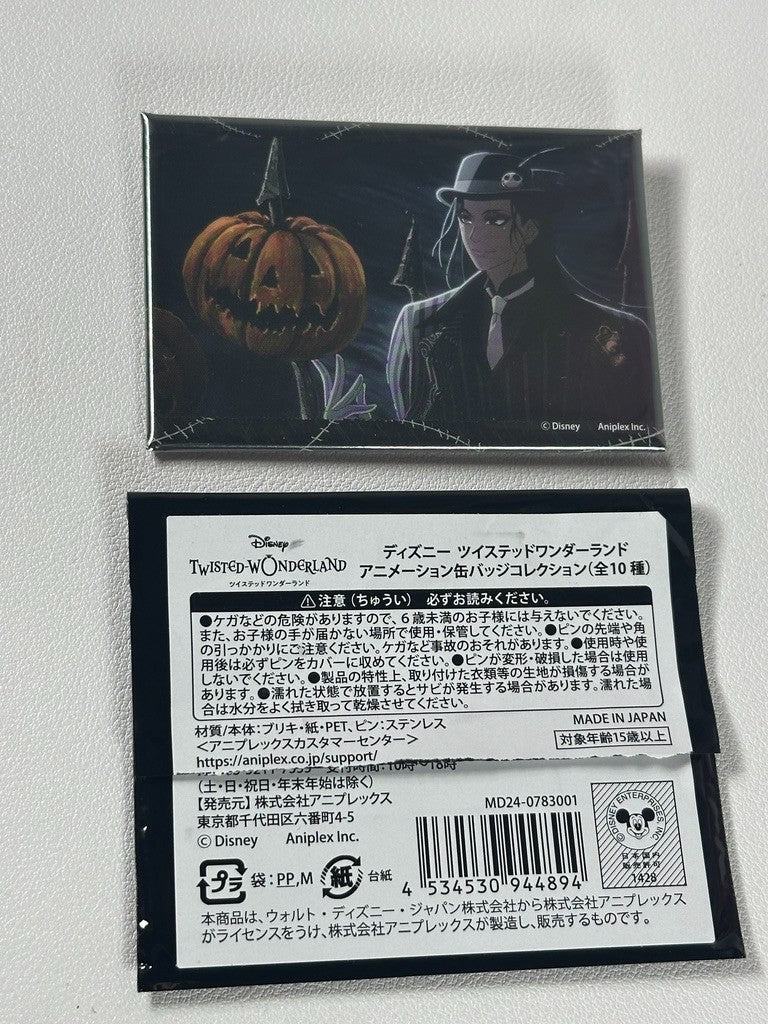 © Disney Aniplex Inc.
Disney
TWISTED-WONDERLAND
ツイステッドワンダーランド
ディズニー ツイステッドワンダーランド
アニメーション缶バッジコレクション(全10種)
⚠注意(ちゅうい) 必ずお読みください。
●ケガなどの危険がありますので、6歳未満のお子様には与えないでください。
また、お子様の手が届かない場所で使用・保管してください。●ピンの先端や角
の引っかかりにご注意ください。ケガなど事故のおそれがあります。●使用時や使
用後は必ずピンをカバーに収めてください。●ピンが変形・破損した場合は使用
しないでください。●製品の特性上、取り付けた衣類等の生地が損傷する場合が
あります。●濡れた状態で放置するとサビが発生する場合があります。濡れた場
合は水分をよく拭き取って乾燥させてください。
材質/本体:ブリキ・紙・PET、ピン:ステンレス
MADE IN JAPAN
<アニプレックスカスタマーセンター>
対象年齢15歳以上
https://aniplex.co.jp/support/
受付時間:10時~18時
(土・日・祝日・年末年始は除く)
【発売元】株式会社アニプレックス
東京都千代田区六番町4-5
© Disney Aniplex Inc.
MD24-0783001
4 534530 944894
© DISNEY ENTERPRISES, INC
日本国内
販売許可
1428
プラ 袋:PP,M 紙 台紙
本商品は、ウォルト・ディズニー・ジャパン株式会社から株式会社アニプレックス
がライセンスをうけ、株式会社アニプレックスが製造し、販売するものです。